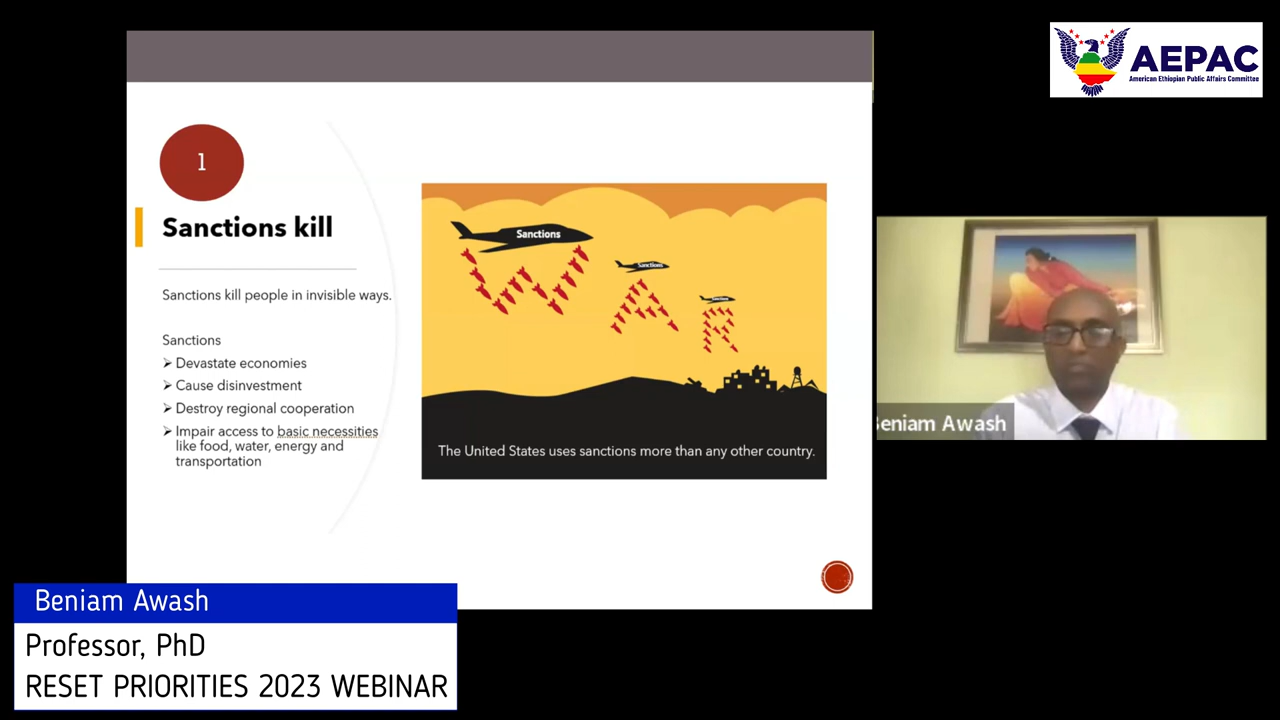 AEPAC
American Ethiopian Public Affairs Committee
1
Sanctions kill
Sanctions kill people in invisible ways.
Sanctions
➢ Devastate economies
➢ Cause disinvestment
➢ Destroy regional cooperation
➢ Impair access to basic necessities
like food, water, energy and
transportation
Sanctions
Sanctions
Sanctions
WAR
The United States uses sanctions more than any other country.
Beniam Awash
Beniam Awash
Professor, PhD
RESET PRIORITIES 2023 WEBINAR